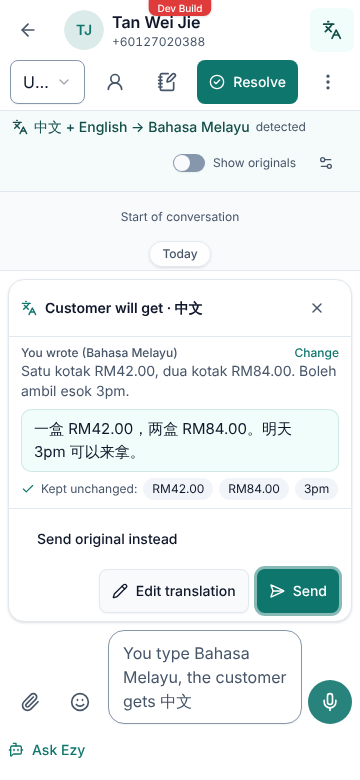 Dev Build
TJ
Tan Wei Jie
+60127020388
U...
Resolve
中文 + English → Bahasa Melayu detected
Show originals
Start of conversation
Today
Customer will get · 中文
You wrote (Bahasa Melayu)
Change
Satu kotak RM42.00, dua kotak RM84.00. Boleh
ambil esok 3pm.
一盒 RM42.00，两盒 RM84.00。明天
3pm 可以来拿。
Kept unchanged: RM42.00 RM84.00 3pm
Send original instead
Edit translation
Send
You type Bahasa
Melayu, the customer
gets 中文
Ask Ezy